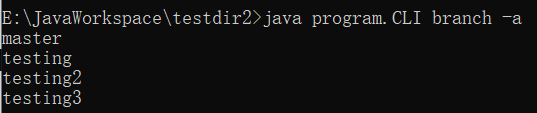 E:\JavaWorkspace\testdir2>java program.CLI branch -a
master
testing
testing2
testing3